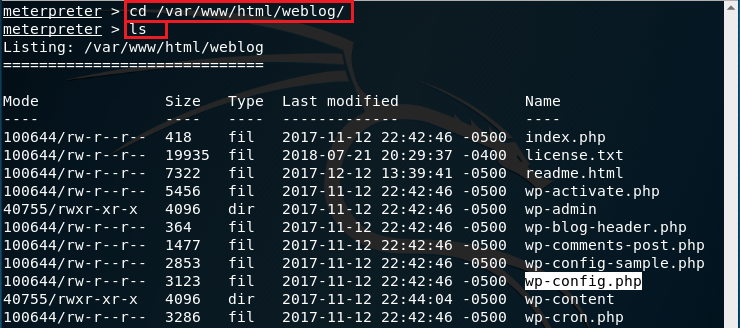 meterpreter > cd /var/www/html/weblog/
meterpreter > ls
Listing: /var/www/html/weblog
=============================
Mode Size Type Last modified Name
---- ---- ---- ------------- ----
100644/rw-r--r-- 418 fil 2017-11-12 22:42:46 -0500 index.php
100644/rw-r--r-- 19935 fil 2018-07-21 20:29:37 -0400 license.txt
100644/rw-r--r-- 7322 fil 2017-12-12 13:39:41 -0500 readme.html
100644/rw-r--r-- 5456 fil 2017-11-12 22:42:46 -0500 wp-activate.php
40755/rwxr-xr-x 4096 dir 2017-11-12 22:42:46 -0500 wp-admin
100644/rw-r--r-- 364 fil 2017-11-12 22:42:46 -0500 wp-blog-header.php
100644/rw-r--r-- 1477 fil 2017-11-12 22:42:46 -0500 wp-comments-post.php
100644/rw-r--r-- 2853 fil 2017-11-12 22:42:46 -0500 wp-config-sample.php
100644/rw-r--r-- 3123 fil 2017-11-12 22:42:46 -0500 wp-config.php
40755/rwxr-xr-x 4096 dir 2017-11-12 22:44:04 -0500 wp-content
100644/rw-r--r-- 3286 fil 2017-11-12 22:42:46 -0500 wp-cron.php